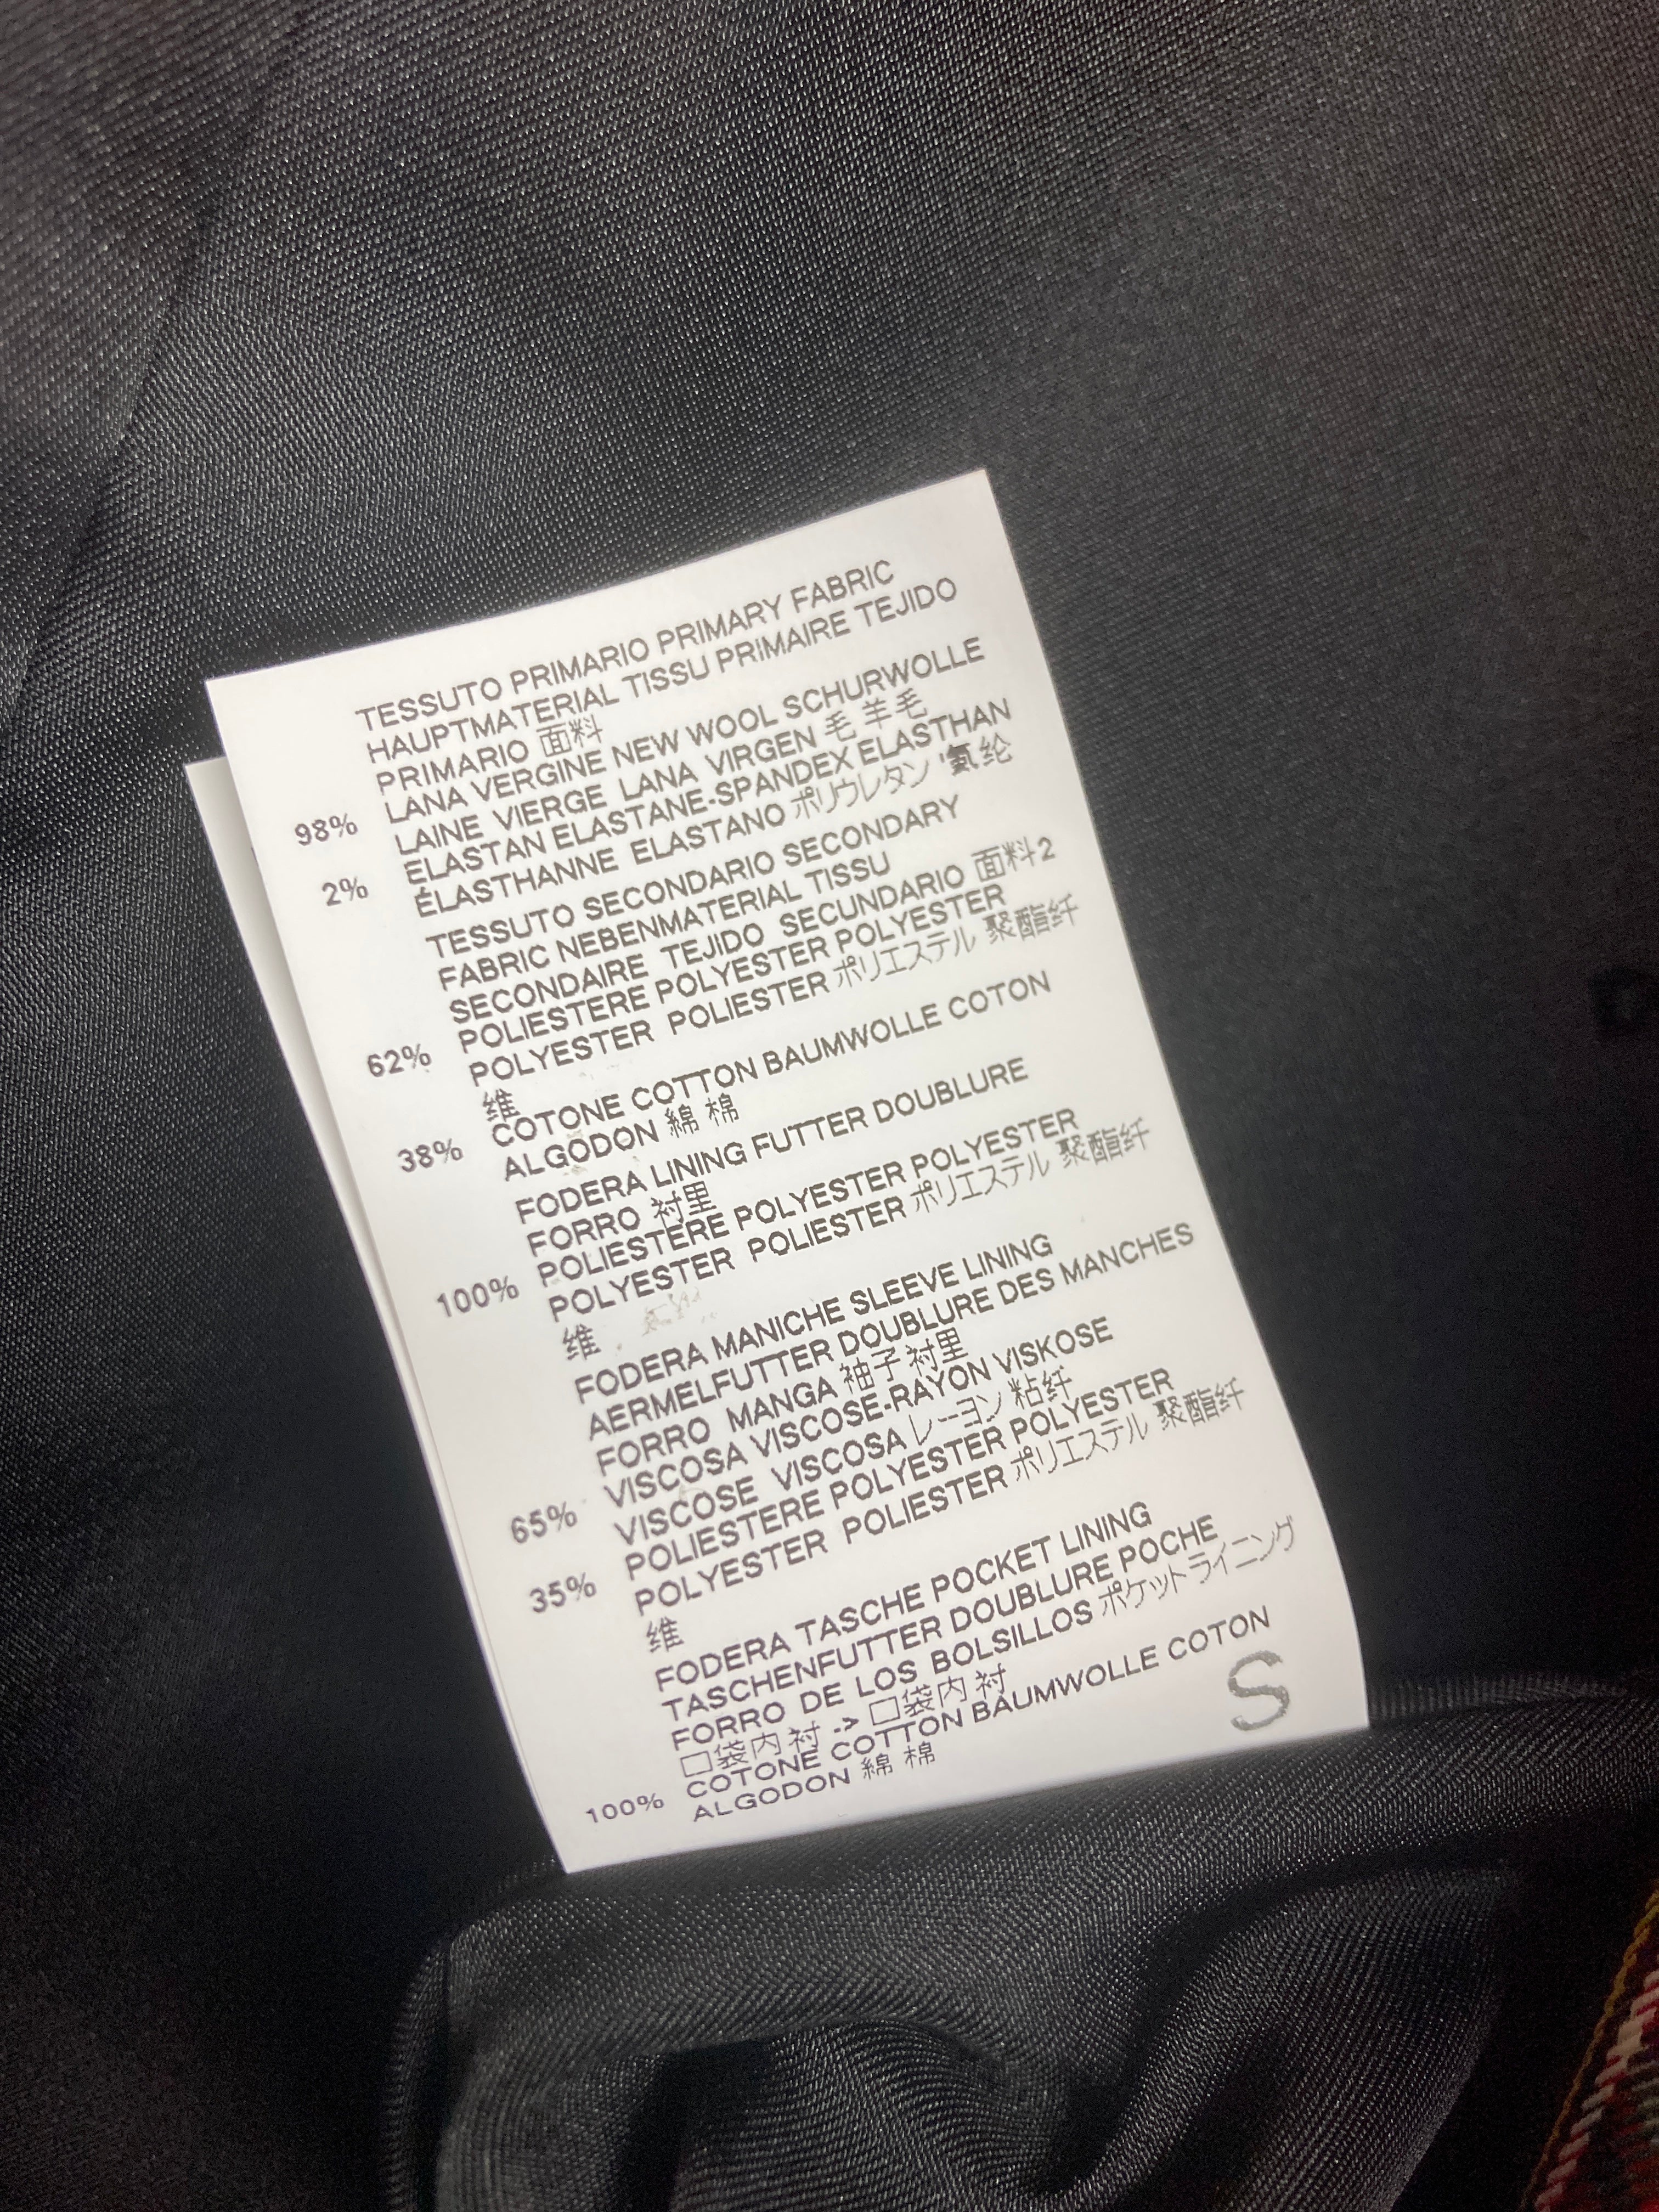 TESSUTO PRIMARIO PRIMARY FABRIC
HAUPTMATERIAL TISSU PRIMAIRE TEJIDO
PRIMARIO 面料
98% LANA VERGINE NEW WOOL SCHURWOLLE
LAINE VIERGE LANA VIRGEN 毛 羊毛
2% ELASTAN ELASTANE-SPANDEX ELASTHAN
ÉLASTHANNE ELASTANO ポリウレタン '氨纶
TESSUTO SECONDARIO SECONDARY
FABRIC NEBENMATERIAL TISSU
SECONDAIRE TEJIDO SECUNDARIO 面料2
62% POLIESTERE POLYESTER POLYESTER
POLYESTER POLIESTER ポリエステル 聚酯纤
维
38% COTONE COTTON BAUMWOLLE COTON
ALGODON 綿 棉
FODERA LINING FUTTER DOUBLURE
FORRO 衬里
100% POLIESTERE POLYESTER POLYESTER
POLYESTER POLIESTER ポリエステル 聚酯纤
维
FODERA MANICHE SLEEVE LINING
AERMELFUTTER DOUBLURE DES MANCHES
FORRO MANGA 袖子 衬里
65% VISCOSA VISCOSE-RAYON VISKOSE
VISCOSE VISCOSA レーヨン 粘纤
35% POLIESTERE POLYESTER POLYESTER
POLYESTER POLIESTER ポリエステル 聚酯纤
维
FODERA TASCHE POCKET LINING
TASCHENFUTTER DOUBLURE POCHE
FORRO DE LOS BOLSILLOS ポケットライニング
口袋内 衬 -> 口袋内 衬
100% COTONE COTTON BAUMWOLLE COTON
ALGODON 綿 棉
S